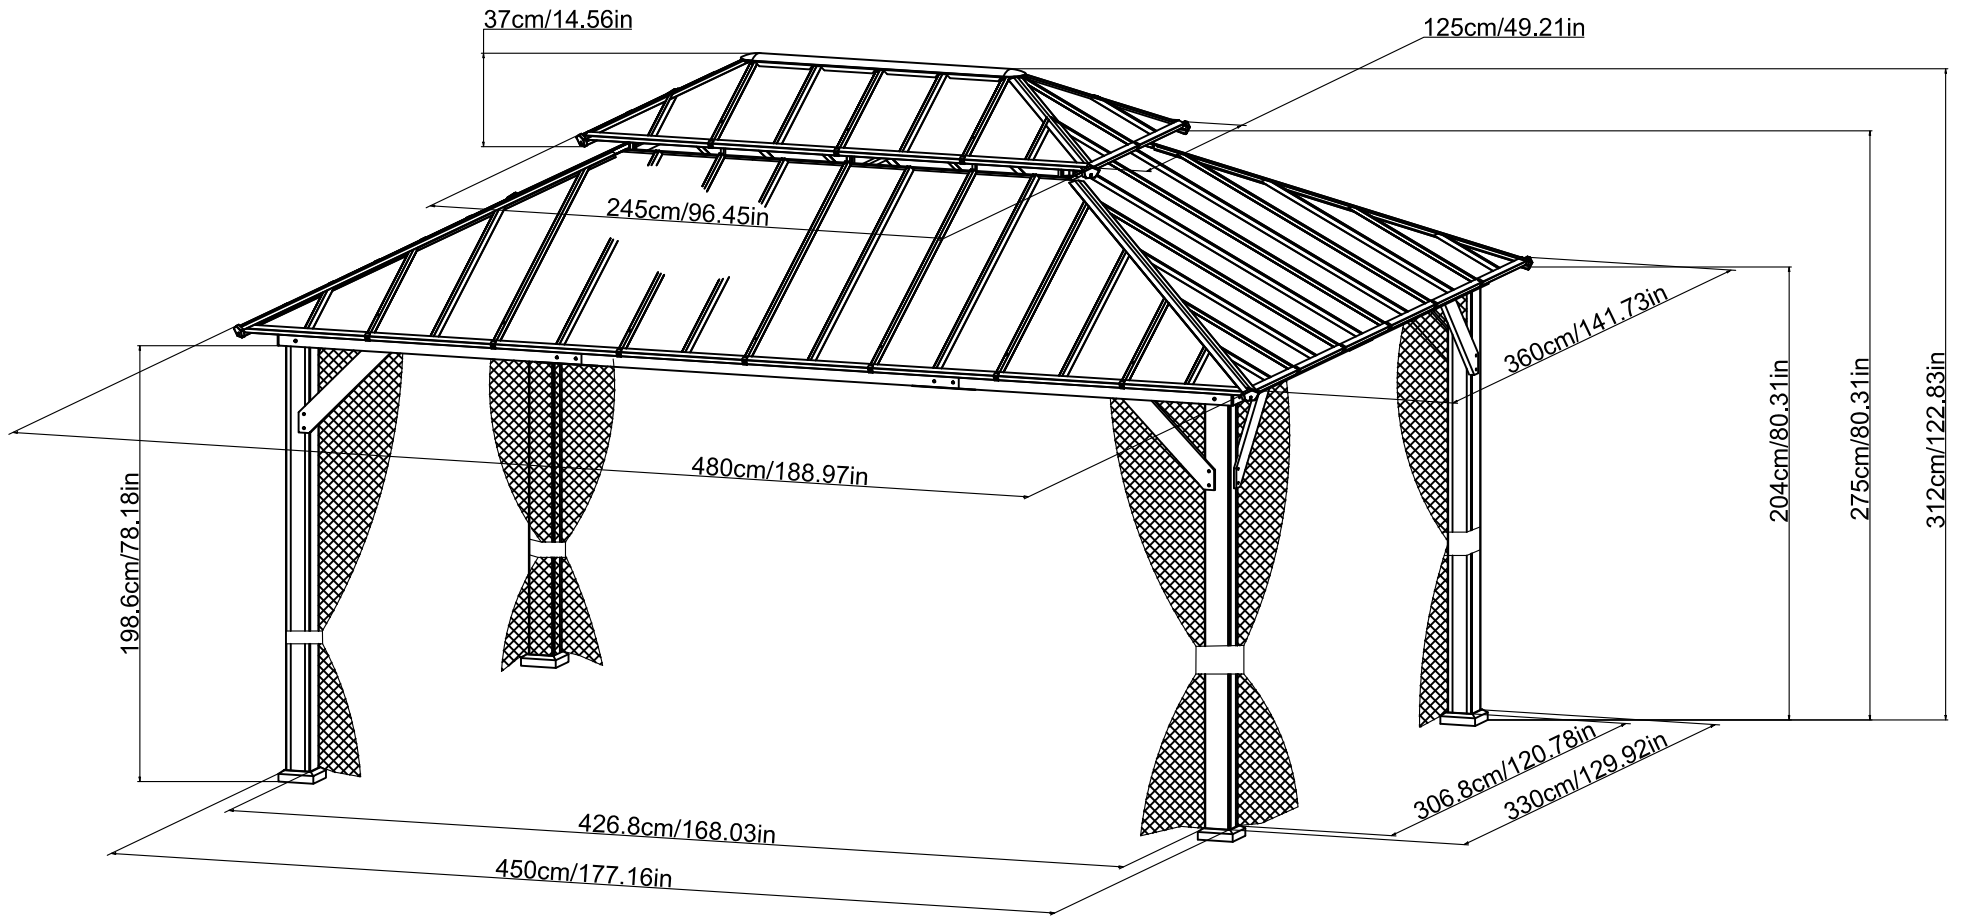 37cm/14.56in
125cm/49.21in
245cm/96.45in
360cm/141.73in
480cm/188.97in
198.6cm/78.18in
204cm/80.31in
275cm/80.31in
312cm/122.83in
306.8cm/120.78in
330cm/129.92in
426.8cm/168.03in
450cm/177.16in